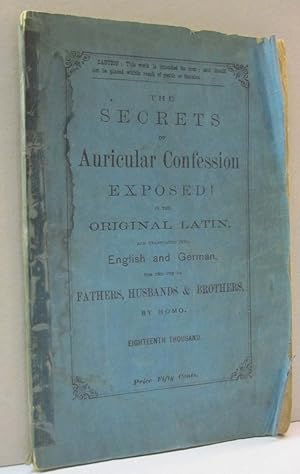 CAUTION: This work is intended for men; and should
not be placed within reach of youth or females.
THE
SECRETS
OF
Auricular Confession
EXPOSED!
IN THE
ORIGINAL LATIN,
AND TRANSLATED INTO
English and German,
FOR THE USE OF
FATHERS, HUSBANDS & BROTHERS,
BY HOMO.
EIGHTEENTH THOUSAND.
Price Fifty Cents.